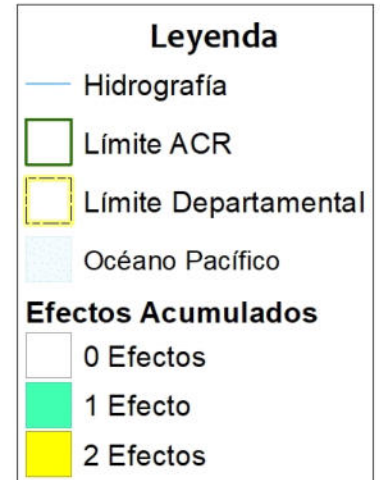 Leyenda
Hidrografía
Límite ACR
Límite Departamental
Océano Pacífico
Efectos Acumulados
0 Efectos
1 Efecto
2 Efectos